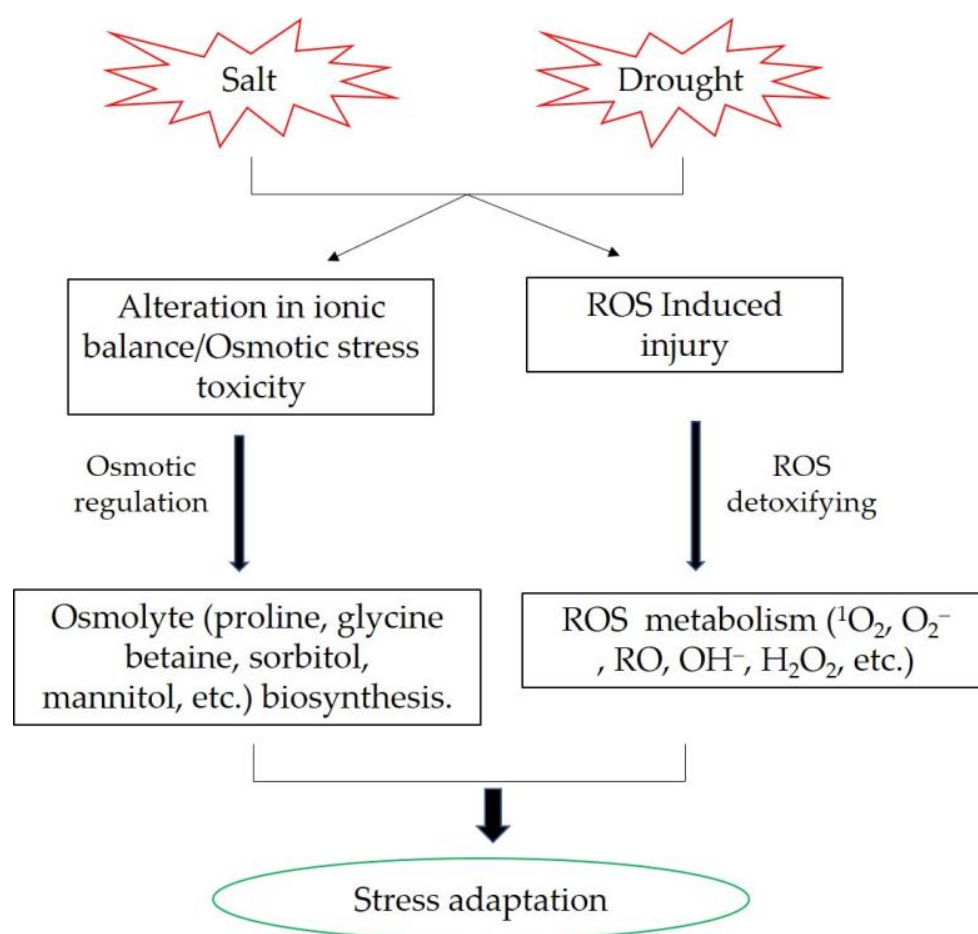 Salt
Drought
Alteration in ionic
balance/Osmotic stress
toxicity
ROS Induced
injury
Osmotic
regulation
ROS
detoxifying
Osmolyte (proline, glycine
betaine, sorbitol,
mannitol, etc.) biosynthesis.
ROS metabolism (¹O₂, O₂⁻
, RO, OH⁻, H₂O₂, etc.)
Stress adaptation